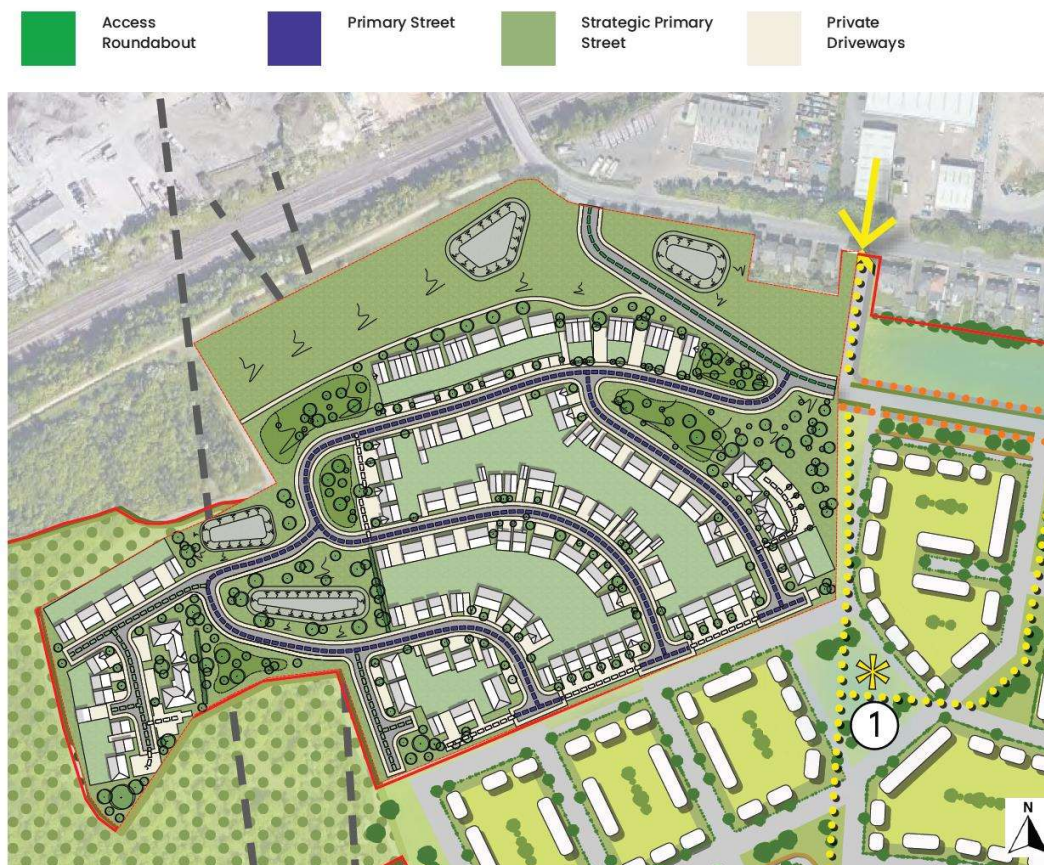 Access
Roundabout
Primary Street
Strategic Primary
Street
Private
Driveways
1
N